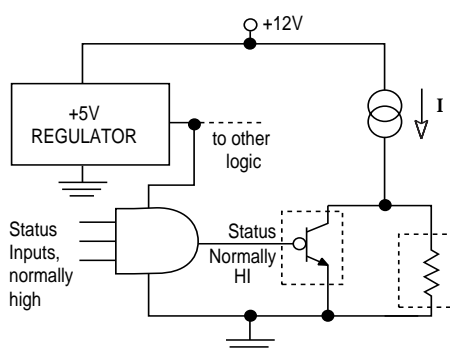 +12V
+5V
REGULATOR
I
to other
logic
Status
Inputs,
normally
high
Status
Normally
HI